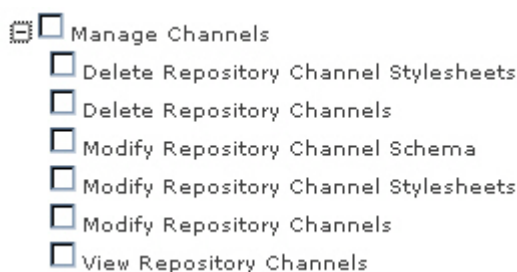 Manage Channels
Delete Repository Channel Stylesheets
Delete Repository Channels
Modify Repository Channel Schema
Modify Repository Channel Stylesheets
Modify Repository Channels
View Repository Channels